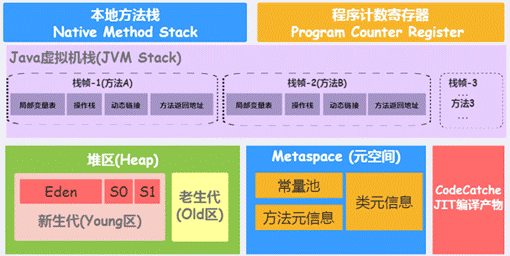 本地方法栈
Native Method Stack
程序计数寄存器
Program Counter Register
Java虚拟机栈(JVM Stack)
栈帧-1(方法A)
局部变量表
操作栈
动态链接
方法返回地址
栈帧-2(方法B)
局部变量表
操作栈
动态链接
方法返回地址
栈帧-3
...
方法3
...
堆区(Heap)
Eden
S0
S1
新生代(Young区)
老生代
(Old区)
Metaspace (元空间)
常量池
方法元信息
类元信息
CodeCatche
JIT编译产物